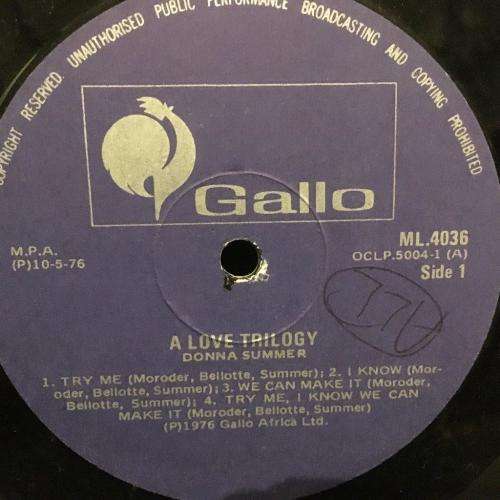 COPYRIGHT RESERVED. UNAUTHORISED PUBLIC PERFORMANCE BROADCASTING AND COPYING PROHIBITED
Gallo
M.P.A.
(P)10-5-76
ML.4036
OCLP.5004-1 (A)
Side 1
A LOVE TRILOGY
DONNA SUMMER
1. TRY ME (Moroder, Bellotte, Summer); 2. I KNOW (Mor-
oder, Bellotte, Summer); 3. WE CAN MAKE IT (Moroder,
Bellotte, Summer); 4. TRY ME, I KNOW WE CAN
MAKE IT (Moroder, Bellotte, Summer)
(P)1976 Gallo Africa Ltd.